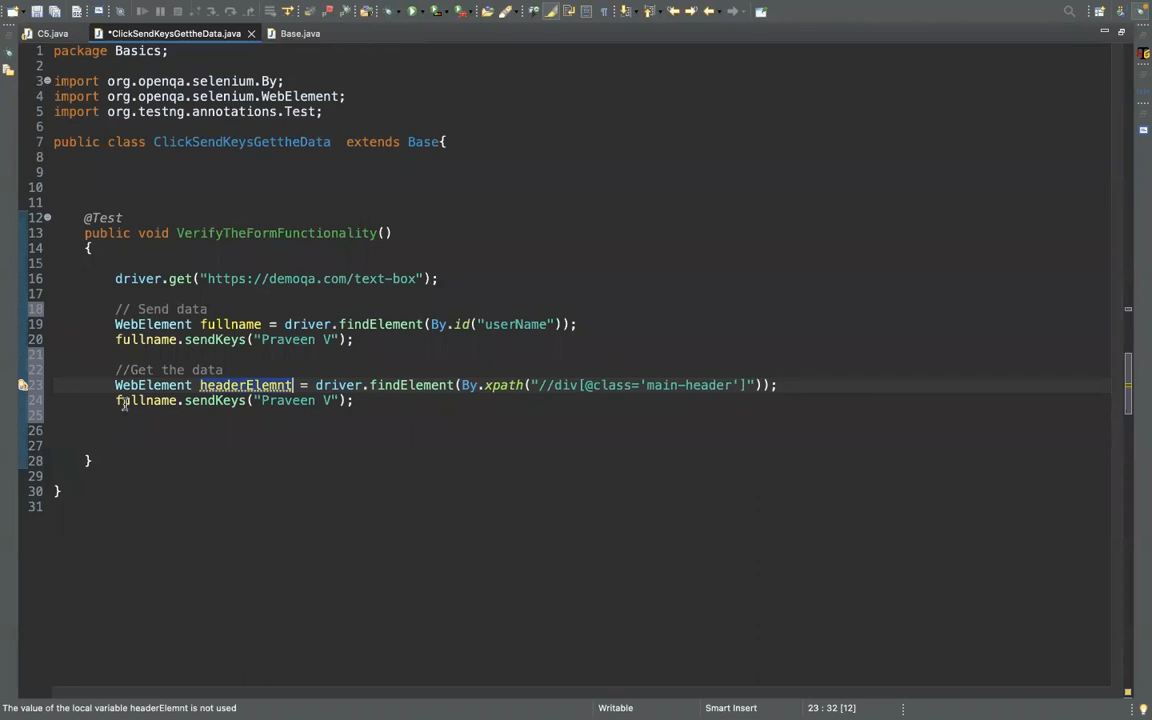 C5.java
*ClickSendKeysGettheData.java
Base.java
1 package Basics;
2
3 import org.openqa.selenium.By;
4 import org.openqa.selenium.WebElement;
5 import org.testng.annotations.Test;
6
7 public class ClickSendKeysGettheData  extends Base{
8
9
10
11
12 @Test
13 public void VerifyTheFormFunctionality()
14 {
15
16 driver.get("https://demoqa.com/text-box");
17
18 // Send data
19 WebElement fullname = driver.findElement(By.id("userName"));
20 fullname.sendKeys("Praveen V");
21
22 //Get the data
23 WebElement headerElemnt = driver.findElement(By.xpath("//div[@class='main-header']"));
24 fullname.sendKeys("Praveen V");
25
26
27
28 }
29
30 }
31
The value of the local variable headerElemnt is not used
Writable
Smart Insert
23 : 32 [12]